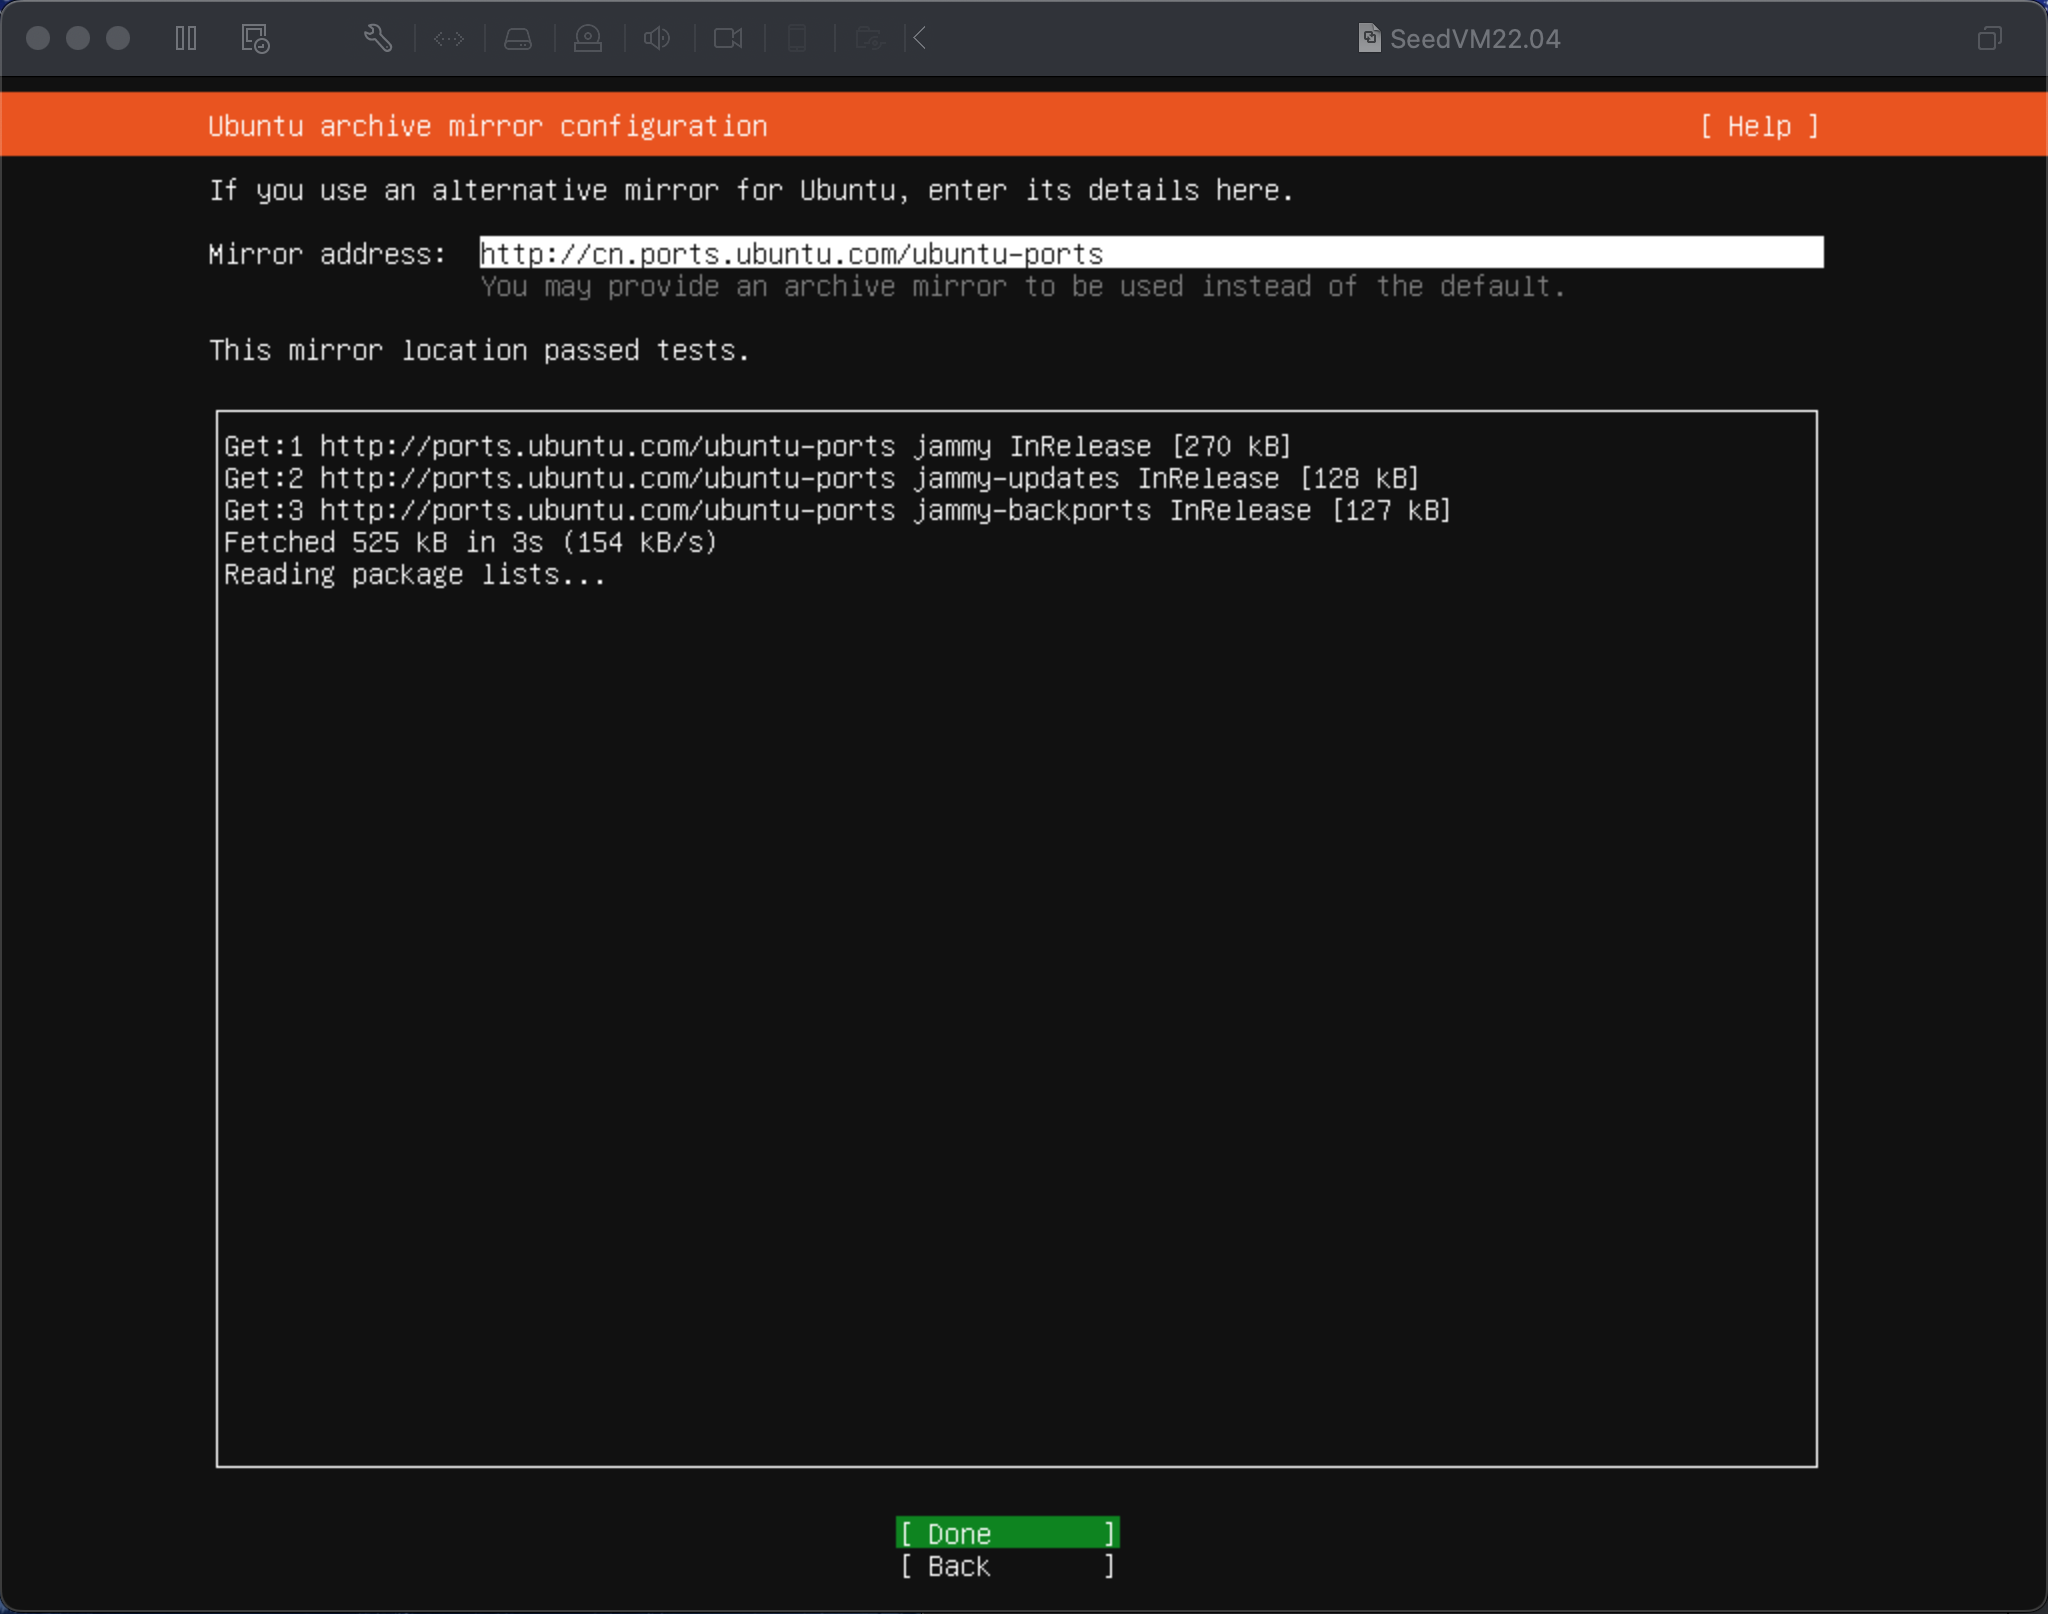 SeedVM22.04
Ubuntu archive mirror configuration [ Help ]
If you use an alternative mirror for Ubuntu, enter its details here.
Mirror address: http://cn.ports.ubuntu.com/ubuntu-ports
You may provide an archive mirror to be used instead of the default.
This mirror location passed tests.
Get:1 http://ports.ubuntu.com/ubuntu-ports jammy InRelease [270 kB]
Get:2 http://ports.ubuntu.com/ubuntu-ports jammy-updates InRelease [128 kB]
Get:3 http://ports.ubuntu.com/ubuntu-ports jammy-backports InRelease [127 kB]
Fetched 525 kB in 3s (154 kB/s)
Reading package lists...
[ Done ]
[ Back ]